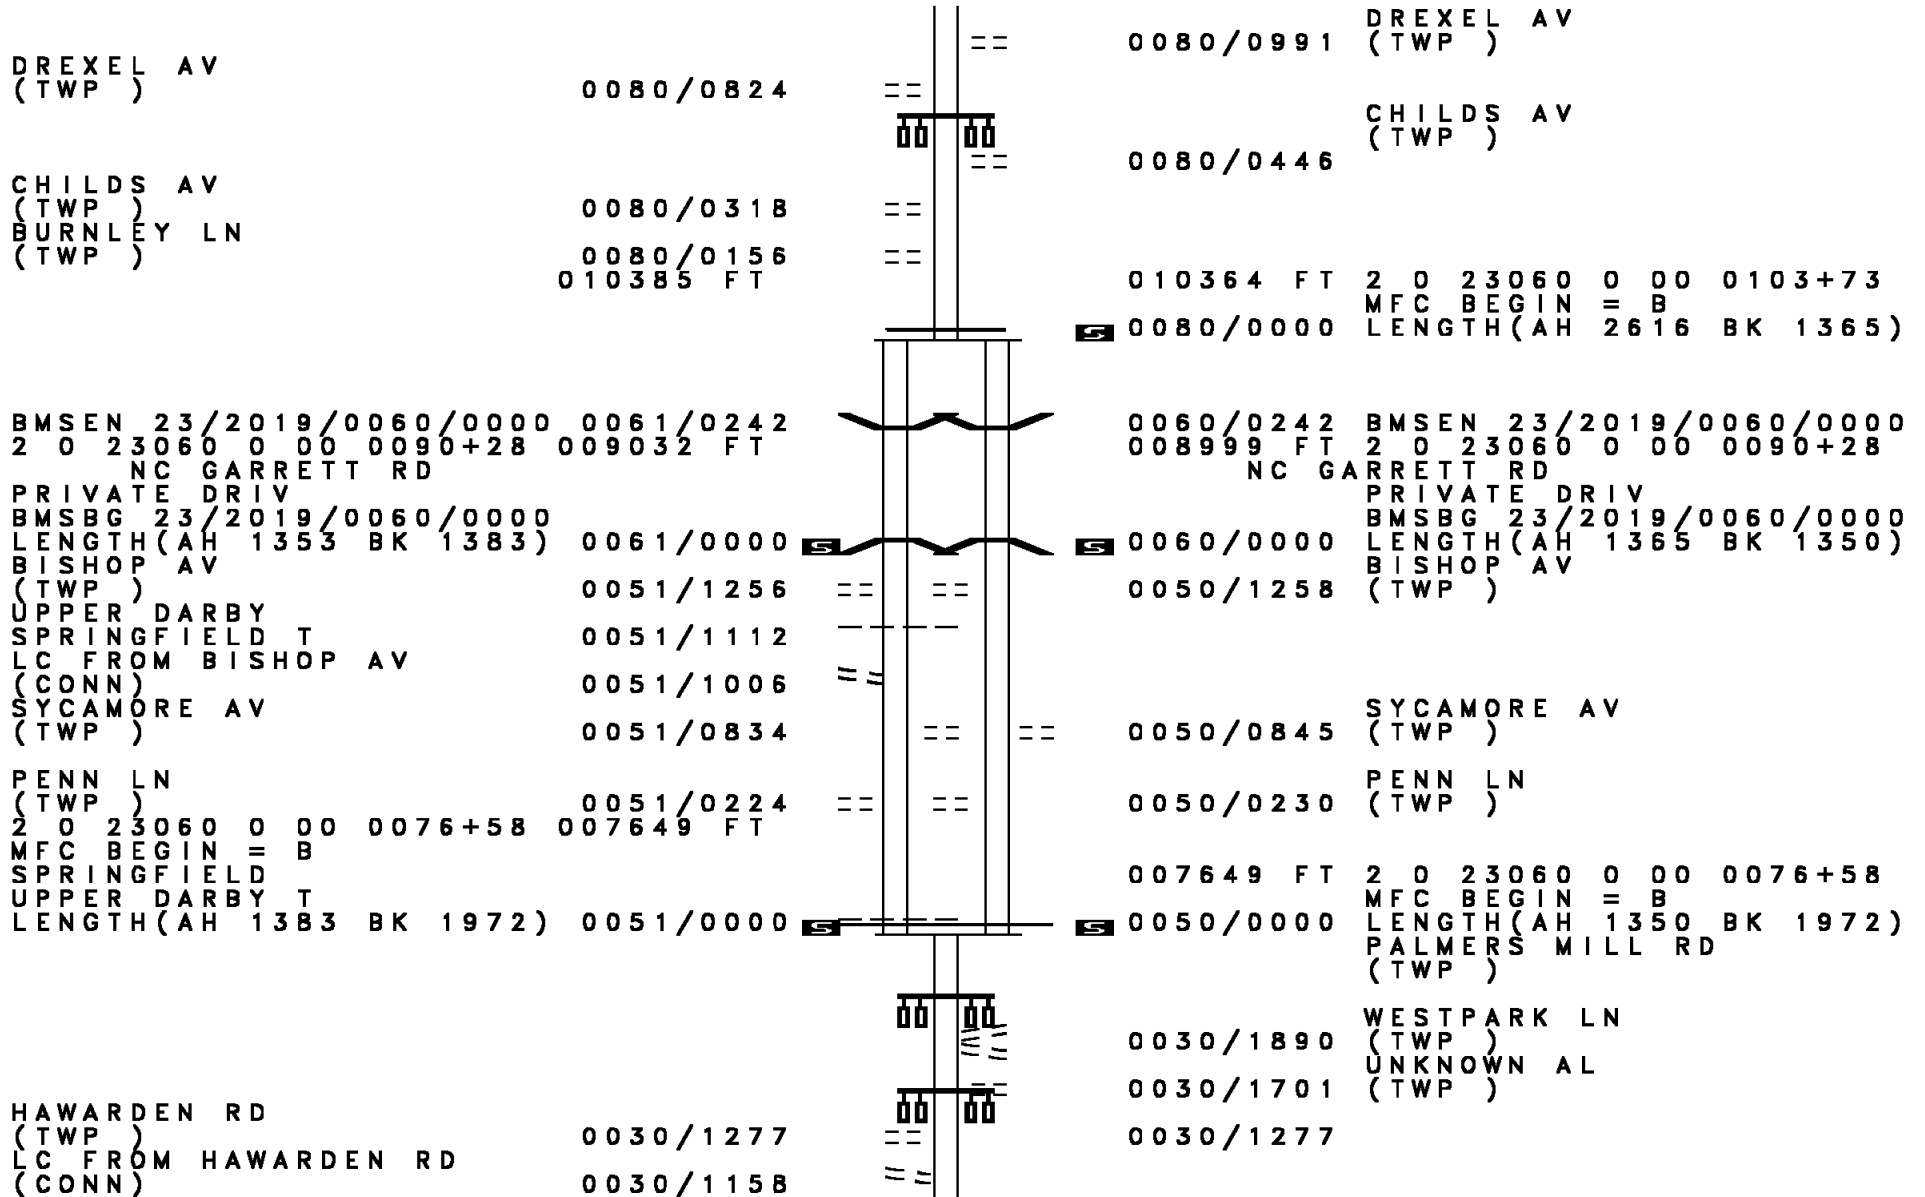 DREXEL AV
0080/0991 (TWP )
DREXEL AV
(TWP ) 0080/0824
CHILDS AV
(TWP )
0080/0446
CHILDS AV
(TWP ) 0080/0318
BURNLEY LN
(TWP ) 0080/0156
010385 FT 010364 FT 2 0 23060 0 00 0103+73
MFC BEGIN = B
S 0080/0000 LENGTH(AH 2616 BK 1365)
BMSEN 23/2019/0060/0000 0061/0242 0060/0242 BMSEN 23/2019/0060/0000
2 0 23060 0 00 0090+28 009032 FT 008999 FT 2 0 23060 0 00 0090+28
NC GARRETT RD NC GARRETT RD
PRIVATE DRIV PRIVATE DRIV
BMSBG 23/2019/0060/0000 BMSBG 23/2019/0060/0000
LENGTH(AH 1353 BK 1383) 0061/0000 S S 0060/0000 LENGTH(AH 1365 BK 1350)
BISHOP AV BISHOP AV
(TWP ) 0051/1256 0050/1258 (TWP )
UPPER DARBY
SPRINGFIELD T 0051/1112
LC FROM BISHOP AV
(CONN) 0051/1006
SYCAMORE AV SYCAMORE AV
(TWP ) 0051/0834 0050/0845 (TWP )
PENN LN PENN LN
(TWP ) 0051/0224 0050/0230 (TWP )
2 0 23060 0 00 0076+58 007649 FT
MFC BEGIN = B
SPRINGFIELD 007649 FT 2 0 23060 0 00 0076+58
UPPER DARBY T MFC BEGIN = B
LENGTH(AH 1383 BK 1972) 0051/0000 S S 0050/0000 LENGTH(AH 1350 BK 1972)
PALMERS MILL RD
(TWP )
WESTPARK LN
0030/1890 (TWP )
UNKNOWN AL
0030/1701 (TWP )
HAWARDEN RD
(TWP ) 0030/1277 0030/1277
LC FROM HAWARDEN RD
(CONN) 0030/1158